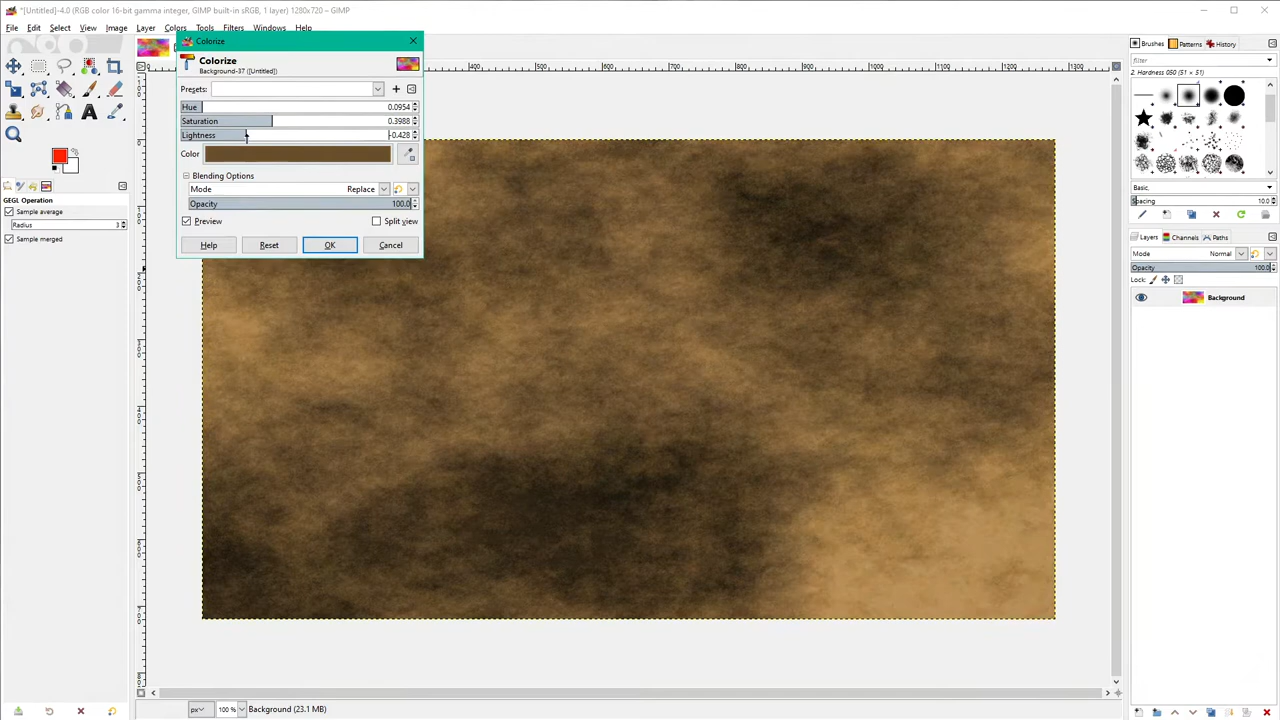 *[Untitled]-4.0 (RGB color 16-bit gamma integer, GIMP built-in sRGB, 1 layer) 1280x720 – GIMP
File Edit Select View Image Layer Colors Tools Filters Windows Help
Colorize
Colorize
Background-37 ([Untitled])
Presets:
Hue 0.0954
Saturation 0.3988
Lightness -0.428
Color
Blending Options
Mode Replace
Opacity 100.0
Preview Split view
Help Reset OK Cancel
Sample average
Radius 3
Sample merged
Brushes Patterns History
filter
2. Hardness 050 (51 × 51)
Basic,
Spacing 10.0
Layers Channels Paths
Mode Normal
Opacity 100.0
Lock:
Background
px 100 % Background (23.1 MB)